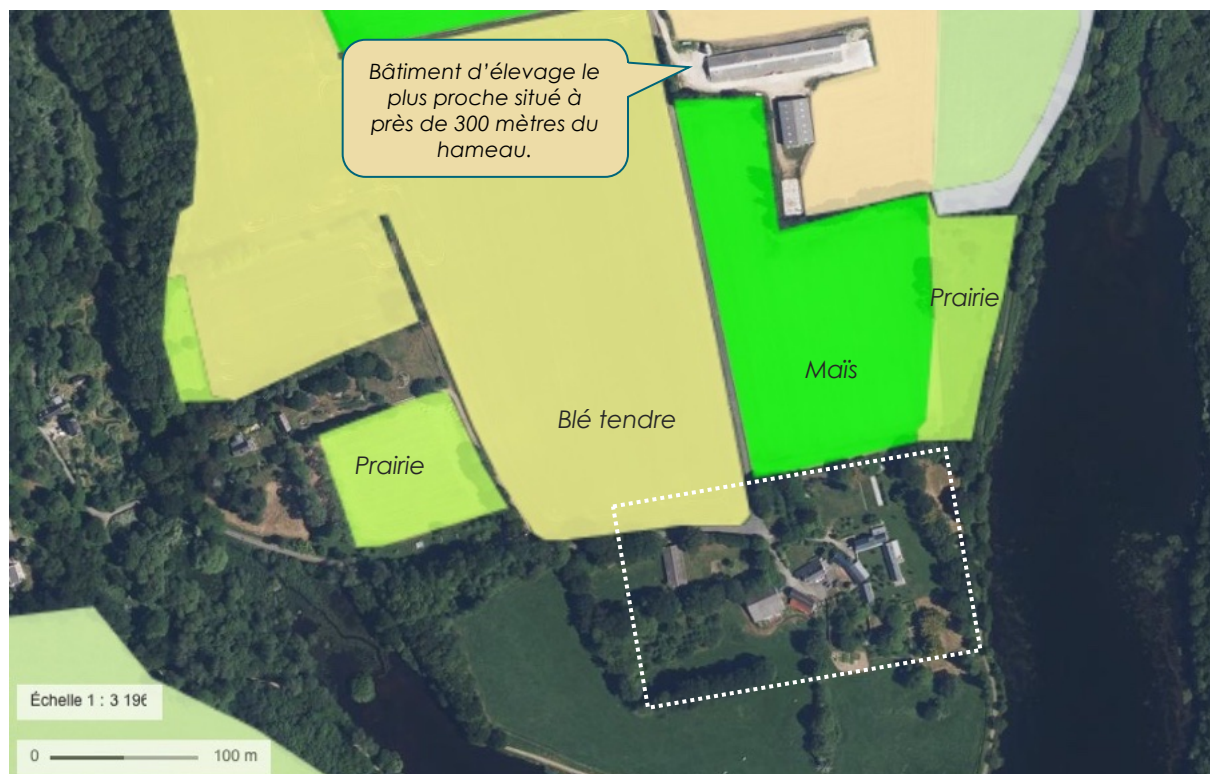 Bâtiment d’élevage le
plus proche situé à
près de 300 mètres du
hameau.
Prairie
Maïs
Blé tendre
Prairie
Échelle 1 : 3 19
0 100 m